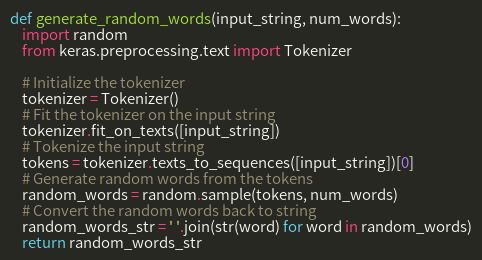 def generate_random_words(input_string, num_words):
    import random
    from keras.preprocessing.text import Tokenizer

    # Initialize the tokenizer
    tokenizer = Tokenizer()
    # Fit the tokenizer on the input string
    tokenizer.fit_on_texts([input_string])
    # Tokenize the input string
    tokens = tokenizer.texts_to_sequences([input_string])[0]
    # Generate random words from the tokens
    random_words = random.sample(tokens, num_words)
    # Convert the random words back to string
    random_words_str = ' '.join(str(word) for word in random_words)
    return random_words_str